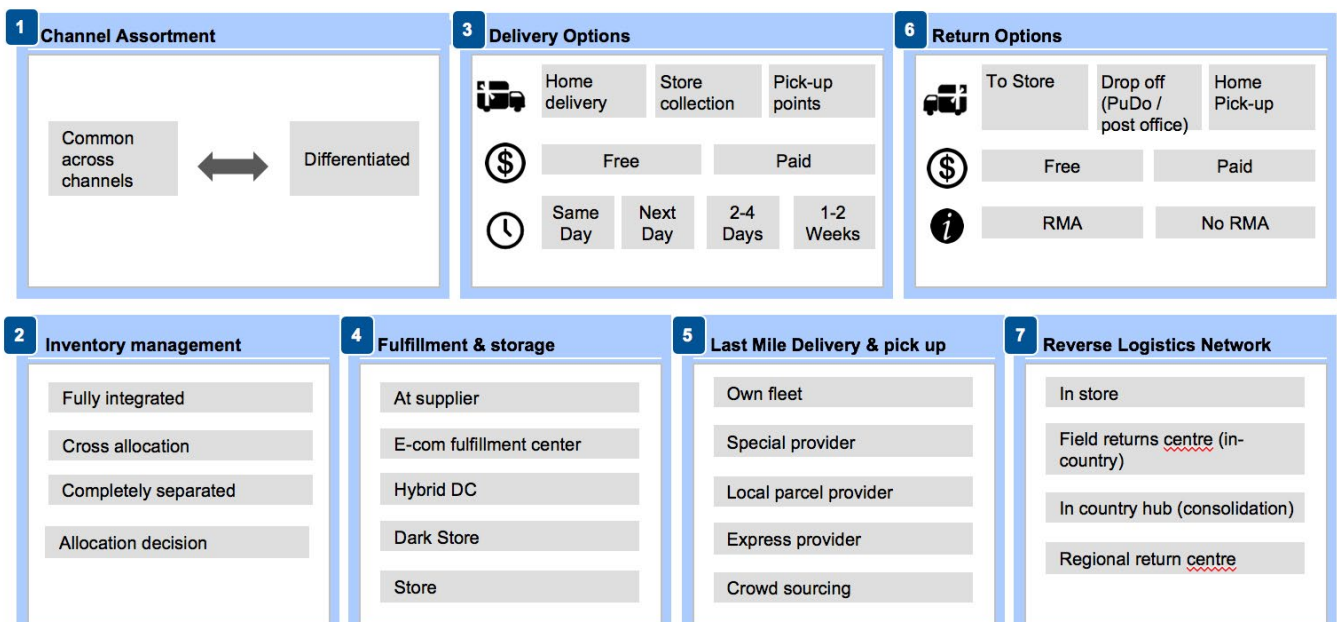 1
Channel Assortment
Common
across
channels
Differentiated
3
Delivery Options
Home
delivery
Store
collection
Pick-up
points
$
Free
Paid
Same
Day
Next
Day
2-4
Days
1-2
Weeks
6
Return Options
To Store
Drop off
(PuDo /
post office)
Home
Pick-up
$
Free
Paid
i
RMA
No RMA
2
Inventory management
Fully integrated
Cross allocation
Completely separated
Allocation decision
4
Fulfillment & storage
At supplier
E-com fulfillment center
Hybrid DC
Dark Store
Store
5
Last Mile Delivery & pick up
Own fleet
Special provider
Local parcel provider
Express provider
Crowd sourcing
7
Reverse Logistics Network
In store
Field returns centre (in-
country)
In country hub (consolidation)
Regional return centre